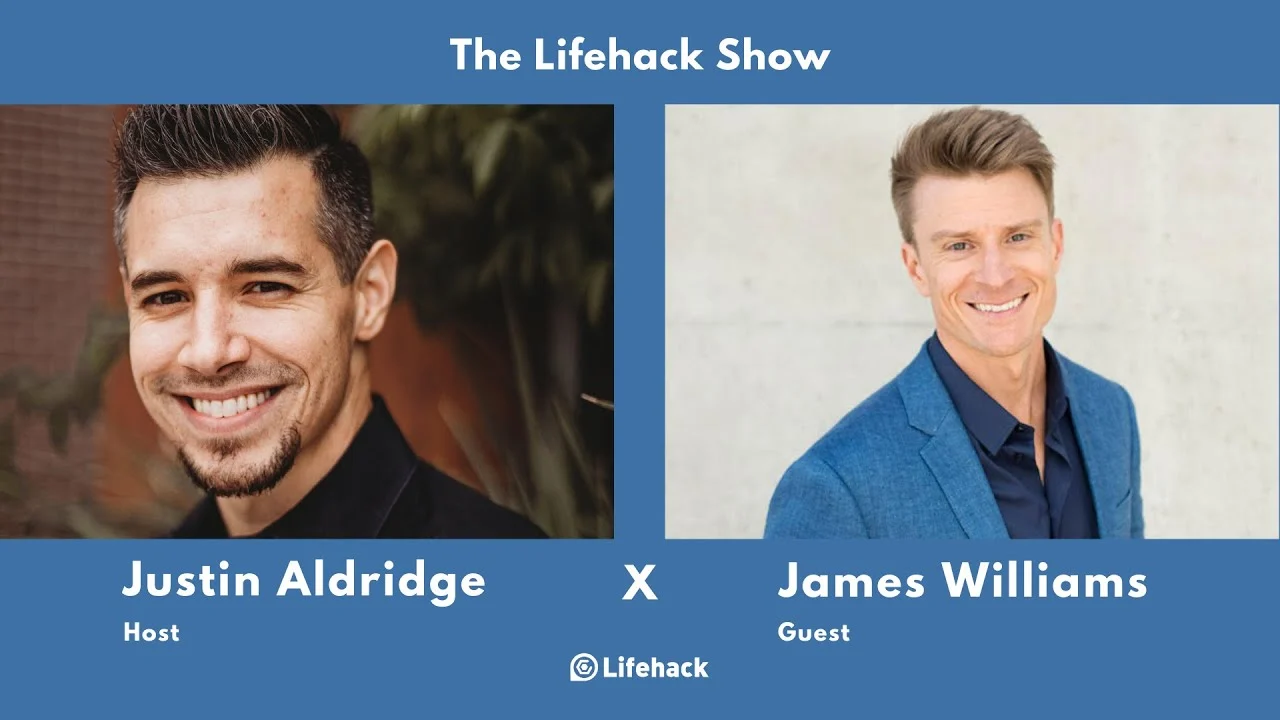 The Lifehack Show
Justin Aldridge
X
James Williams
Host
Guest
Lifehack